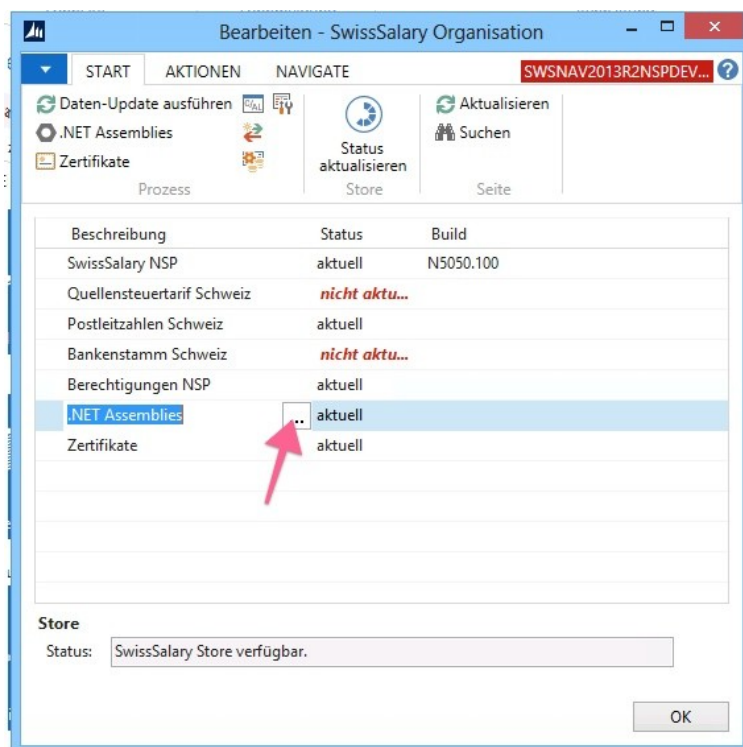 Bearbeiten - SwissSalary Organisation
START AKTIONEN NAVIGATE SWSNAV2013R2NSPDEV...
Daten-Update ausführen
.NET Assemblies
Zertifikate
Prozess
Status
aktualisieren
Store
Aktualisieren
Suchen
Seite
Beschreibung Status Build
SwissSalary NSP aktuell N5050.100
Quellensteuertarif Schweiz nicht aktu...
Postleitzahlen Schweiz aktuell
Bankenstamm Schweiz nicht aktu...
Berechtigungen NSP aktuell
.NET Assemblies ... aktuell
Zertifikate aktuell
Store
Status: SwissSalary Store verfügbar.
OK